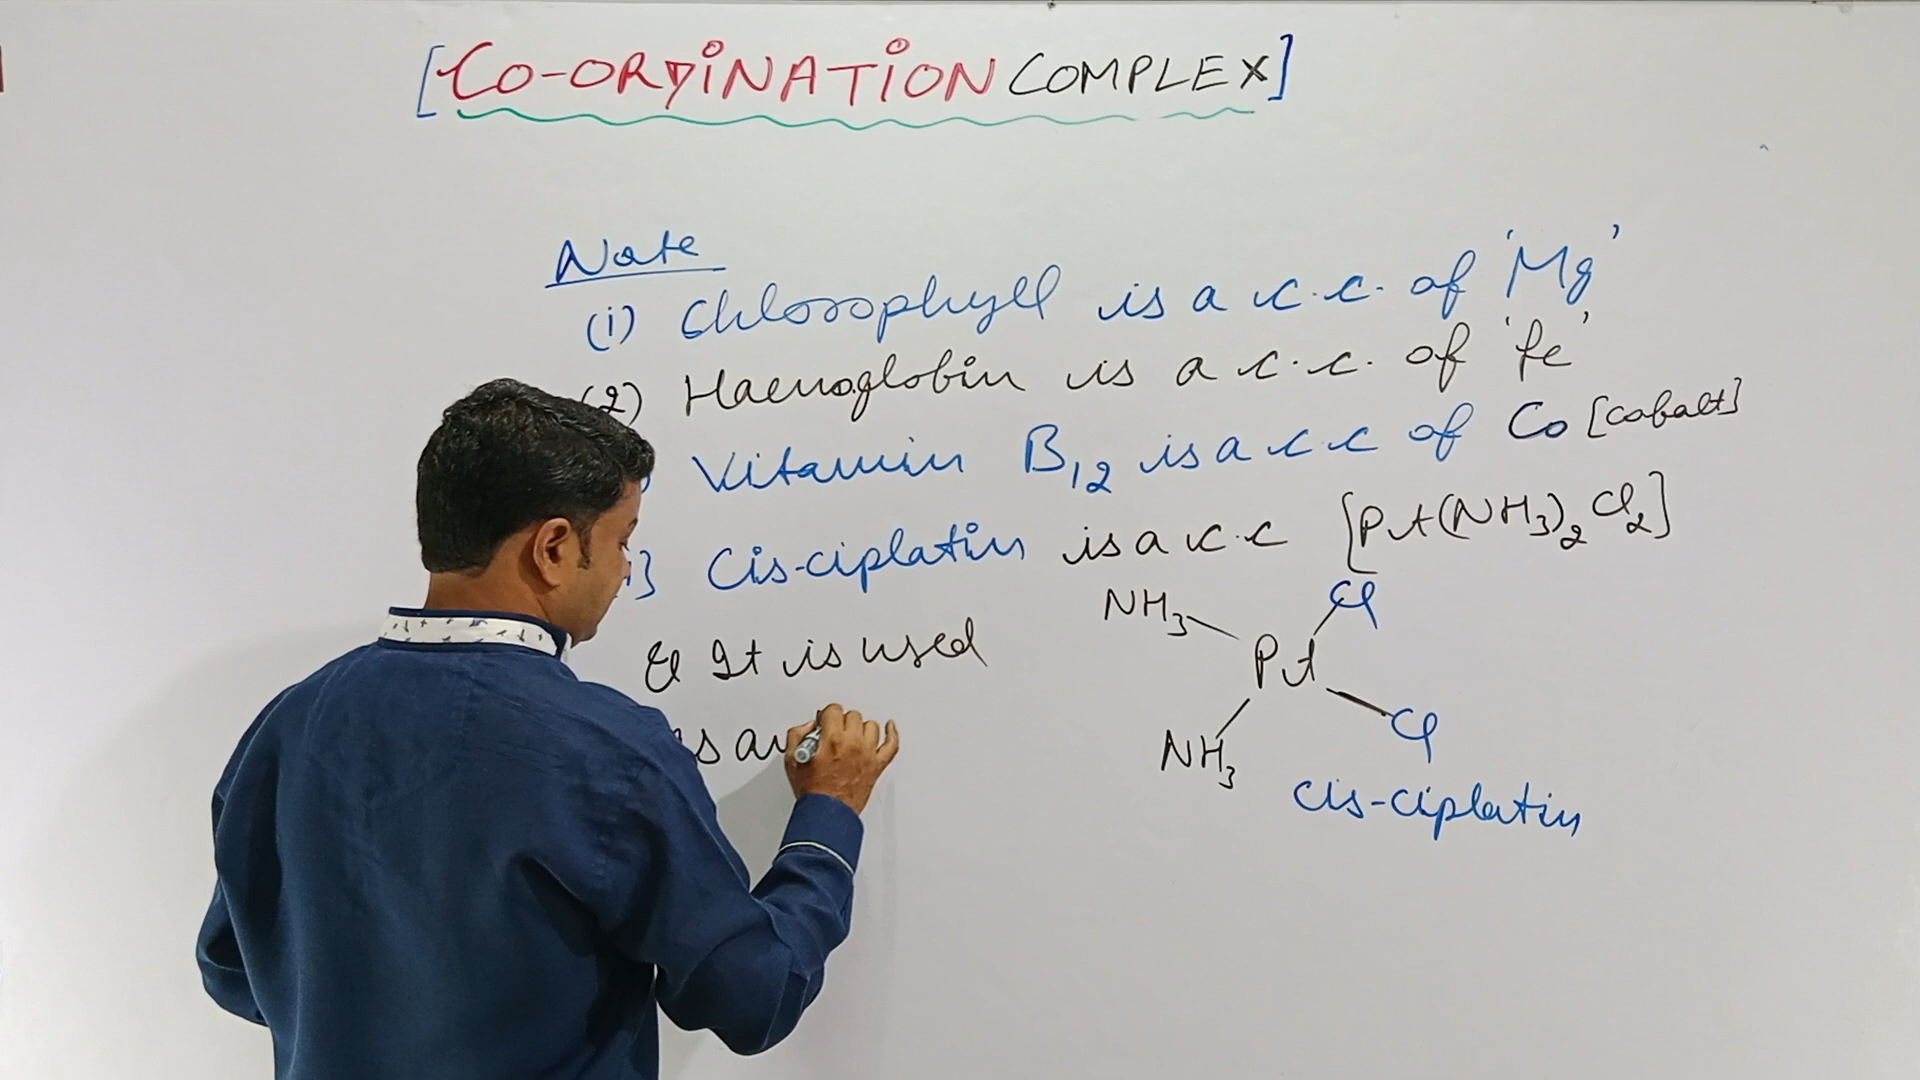 [CO-ORDINATION COMPLEX]
Note
(i) Chlorophyll is a c.c. of 'Mg'
(2) Haemoglobin is a c.c. of 'fe'
Vitamin B12 is a c.c of Co [cobalt]
Cis-ciplatin is a c.c [Pt(NH3)2Cl2]
NH3 Cl
Pt
NH3 Cl
cis-ciplatin
& It is used